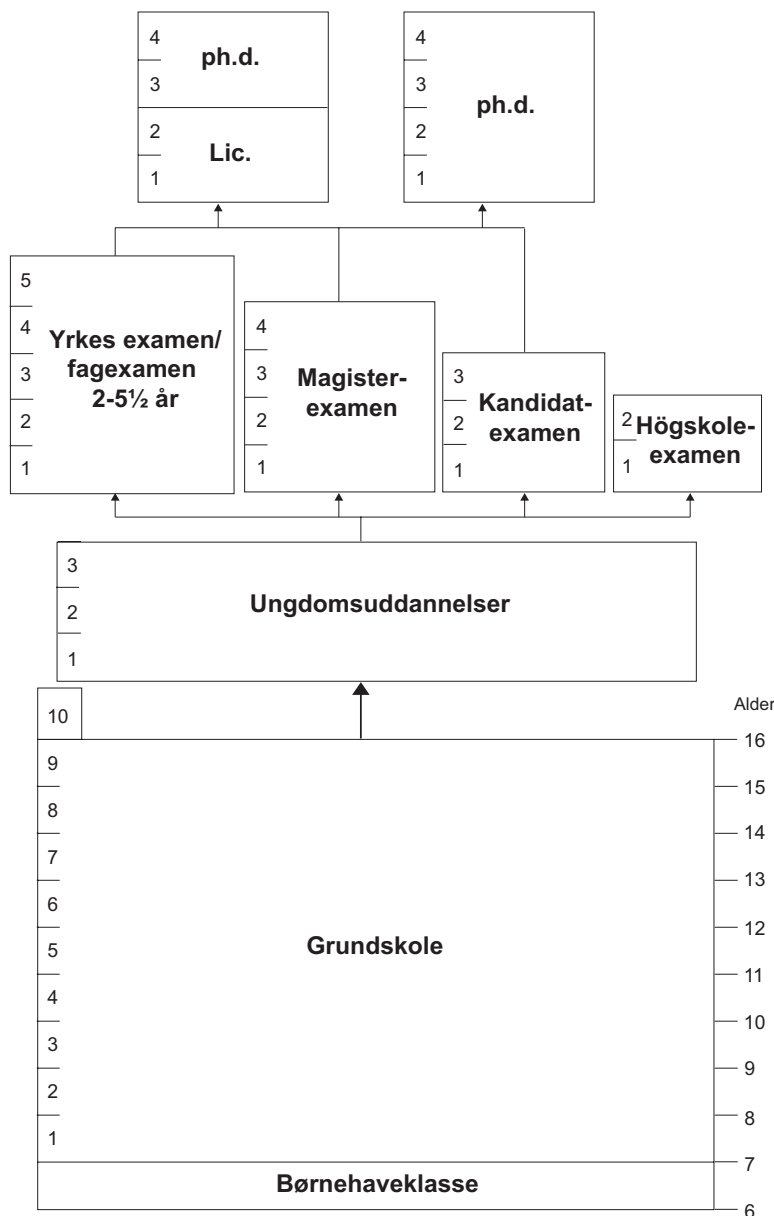 4
3
ph.d.
2
1
Lic.
4
3
2
1
ph.d.
5
4
3
2
1
Yrkes examen/
fagexamen
2-5½ år
4
3
2
1
Magister-
examen
3
2
1
Kandidat-
examen
2
1
Högskole-
examen
3
2
1
Ungdomsuddannelser
10
9
8
7
6
5
4
3
2
1
Grundskole
Børnehaveklasse
Alder
16
15
14
13
12
11
10
9
8
7
6